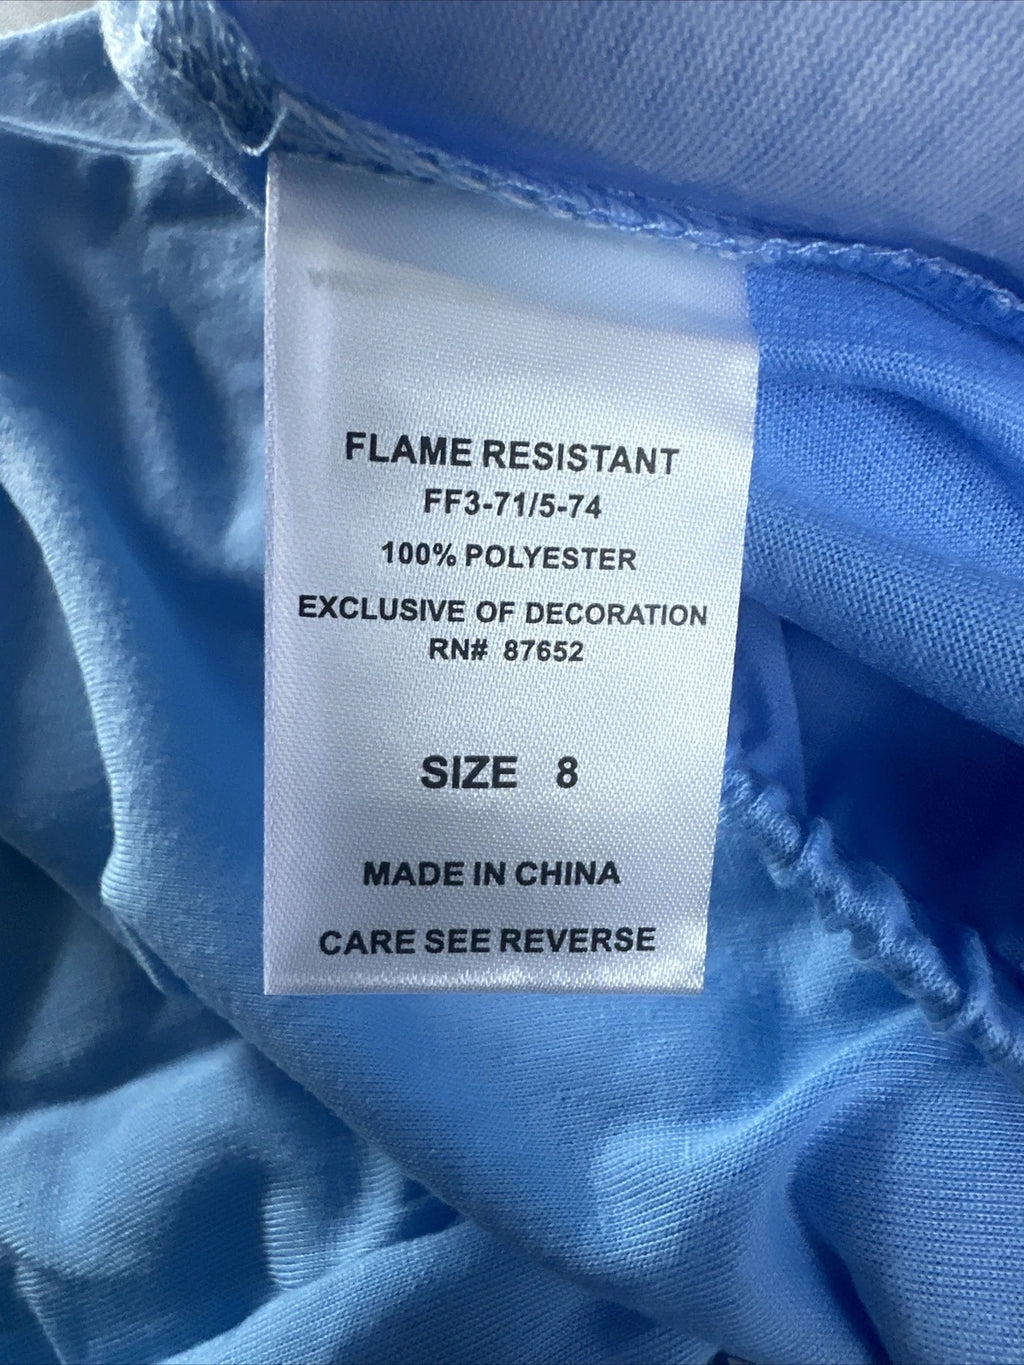 FLAME RESISTANT
FF3-71/5-74
100% POLYESTER
EXCLUSIVE OF DECORATION
RN# 87652
SIZE 8
MADE IN CHINA
CARE SEE REVERSE